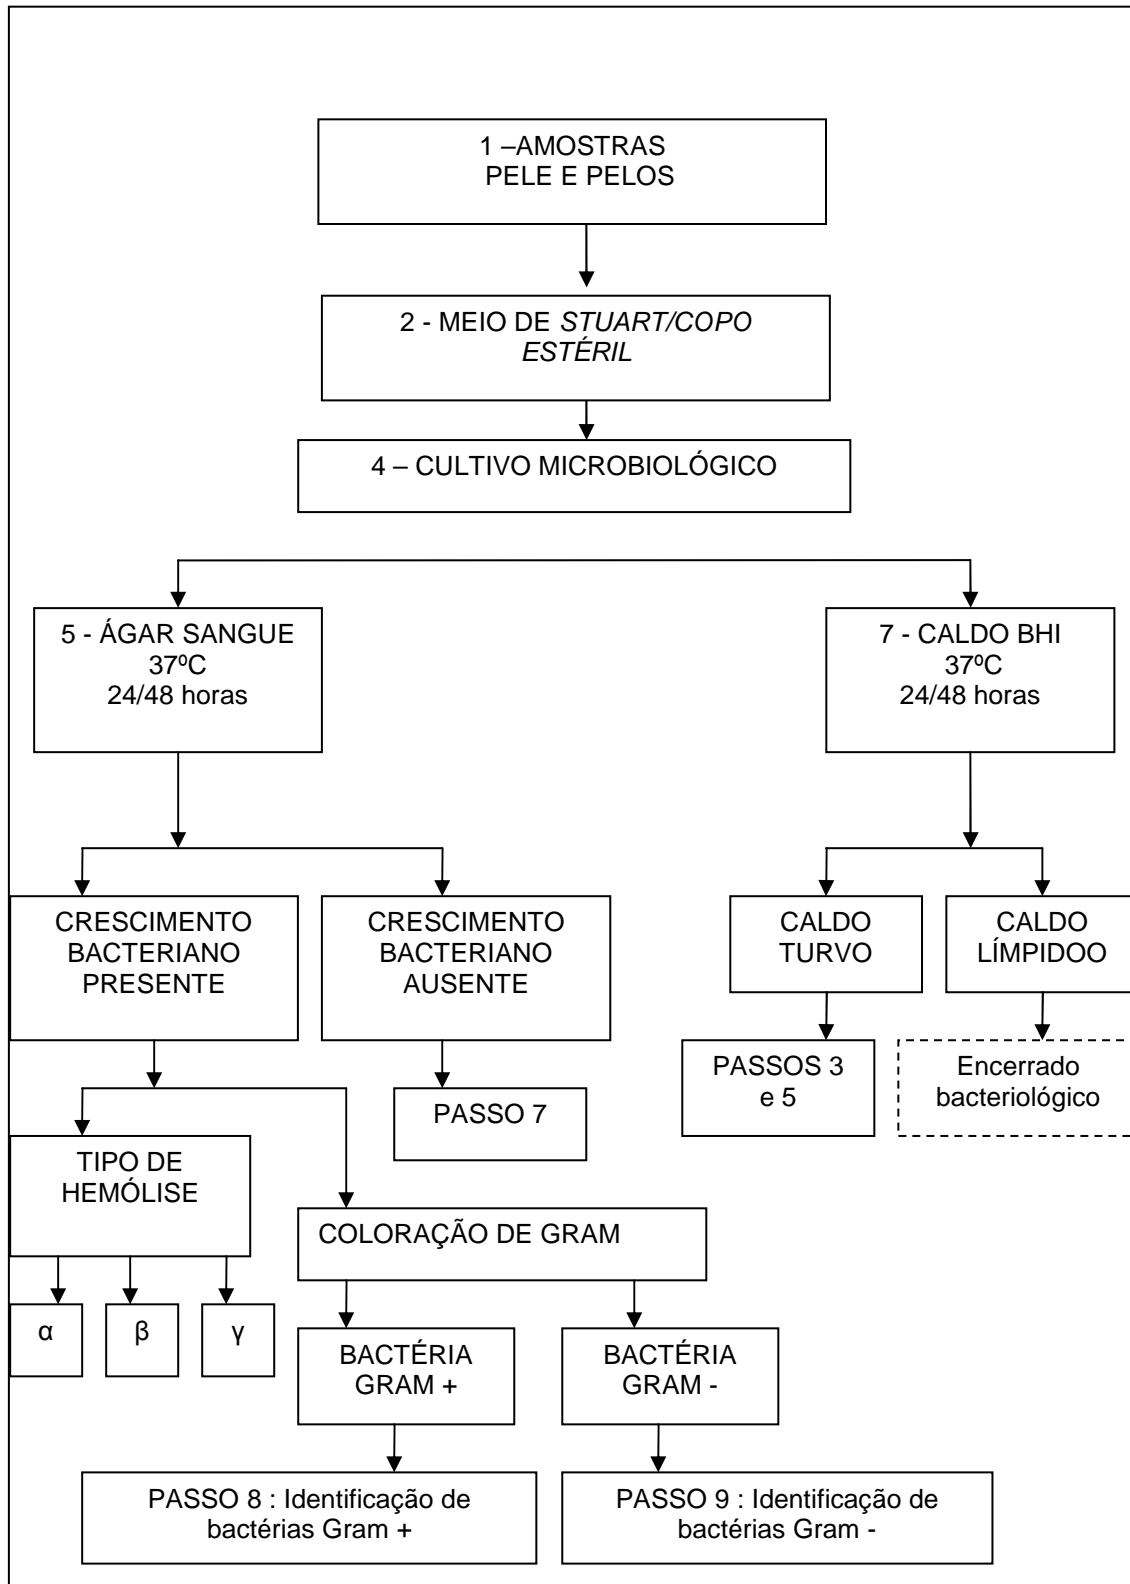 1 –AMOSTRAS
PELE E PELOS
2 - MEIO DE STUART/COPO
ESTÉRIL
4 – CULTIVO MICROBIOLÓGICO
5 - ÁGAR SANGUE
37ºC
24/48 horas
7 - CALDO BHI
37ºC
24/48 horas
CRESCIMENTO
BACTERIANO
PRESENTE
CRESCIMENTO
BACTERIANO
AUSENTE
CALDO
TURVO
CALDO
LÍMPIDOO
PASSO 7
PASSOS 3
e 5
Encerrado
bacteriológico
TIPO DE
HEMÓLISE
COLORAÇÃO DE GRAM
α
β
γ
BACTÉRIA
GRAM +
BACTÉRIA
GRAM -
PASSO 8 : Identificação de
bactérias Gram +
PASSO 9 : Identificação de
bactérias Gram -